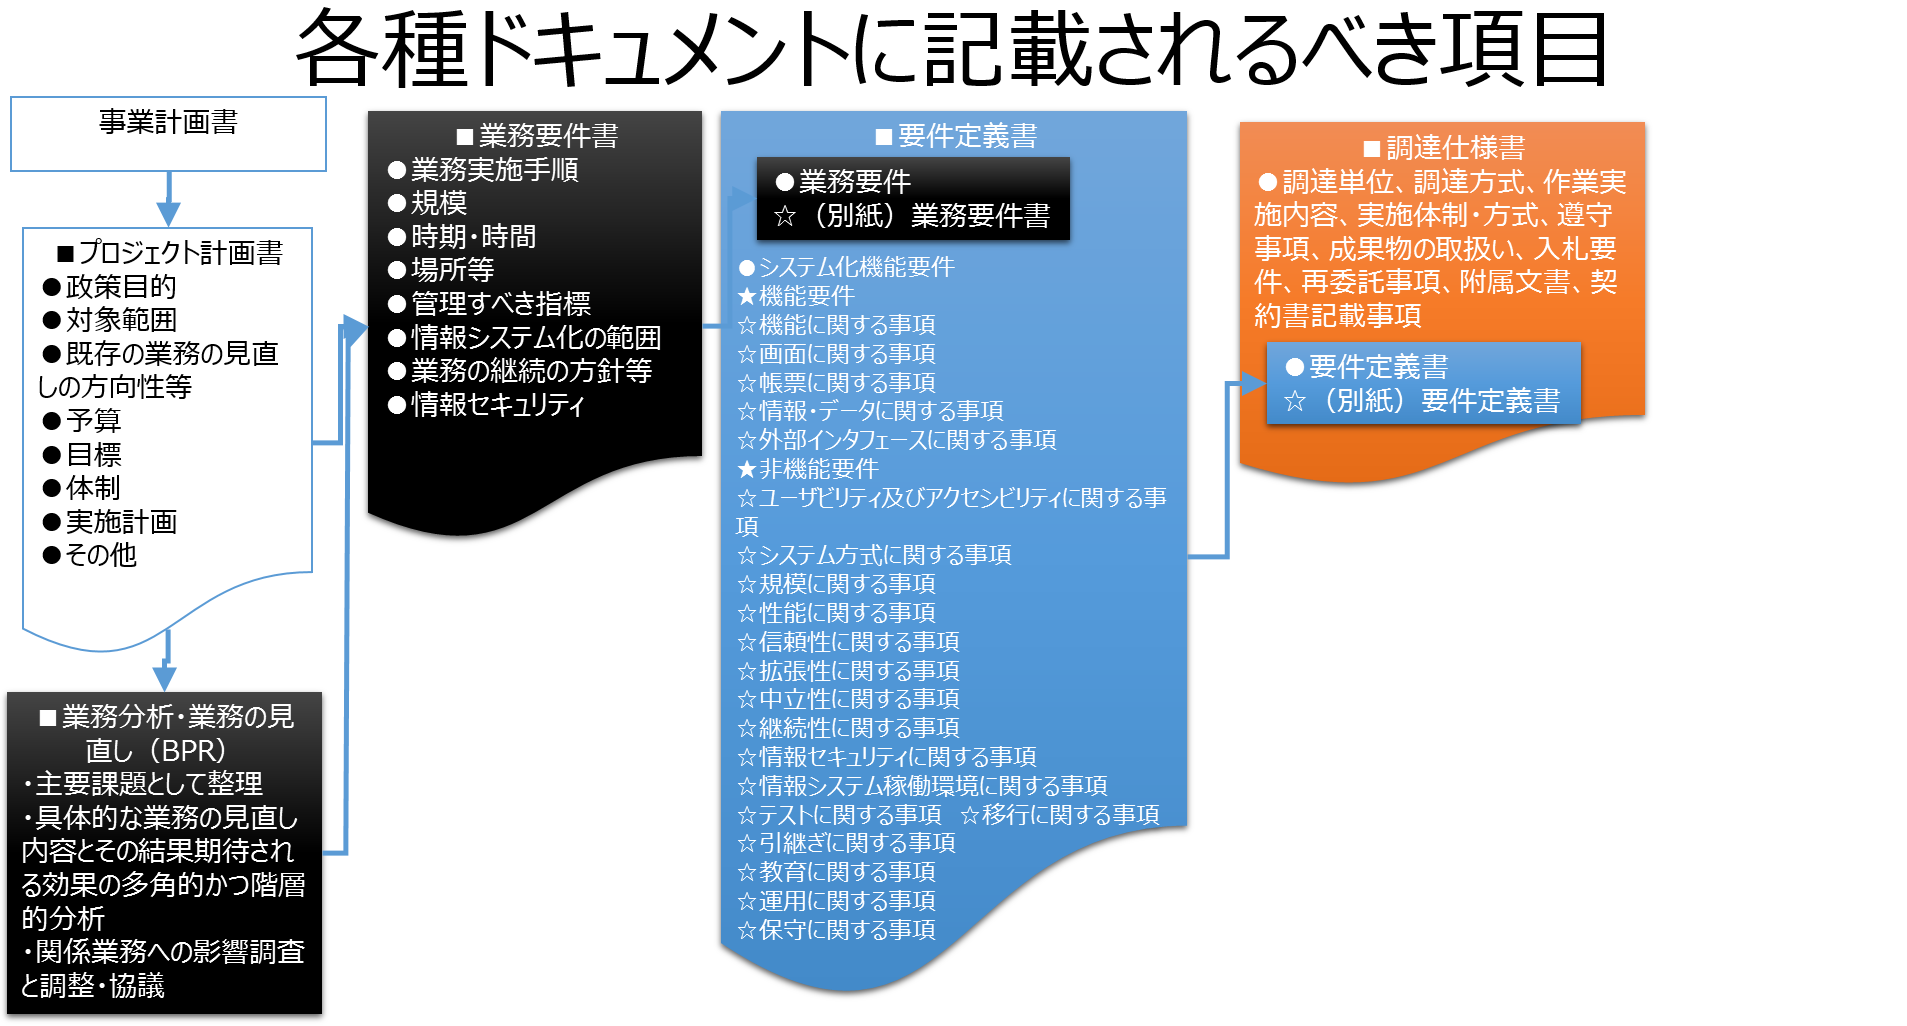 各種ドキュメントに記載されるべき項目
事業計画書
■プロジェクト計画書
●政策目的
●対象範囲
●既存の業務の見直
しの方向性等
●予算
●目標
●体制
●実施計画
●その他
■業務分析・業務の見
直し（BPR）
・主要課題として整理
・具体的な業務の見直し
内容とその結果期待され
る効果の多角的かつ階層
的分析
・関係業務への影響調査
と調整・協議
■業務要件書
●業務実施手順
●規模
●時期・時間
●場所等
●管理すべき指標
●情報システム化の範囲
●業務の継続の方針等
●情報セキュリティ
■要件定義書
●業務要件
☆（別紙）業務要件書
●システム化機能要件
★機能要件
☆機能に関する事項
☆画面に関する事項
☆帳票に関する事項
☆情報・データに関する事項
☆外部インタフェースに関する事項
★非機能要件
☆ユーザビリティ及びアクセシビリティに関する事
項
☆システム方式に関する事項
☆規模に関する事項
☆性能に関する事項
☆信頼性に関する事項
☆拡張性に関する事項
☆中立性に関する事項
☆継続性に関する事項
☆情報セキュリティに関する事項
☆情報システム稼働環境に関する事項
☆テストに関する事項　☆移行に関する事項
☆引継ぎに関する事項
☆教育に関する事項
☆運用に関する事項
☆保守に関する事項
■調達仕様書
●調達単位、調達方式、作業実
施内容、実施体制・方式、遵守
事項、成果物の取扱い、入札要
件、再委託事項、附属文書、契
約書記載事項
●要件定義書
☆（別紙）要件定義書